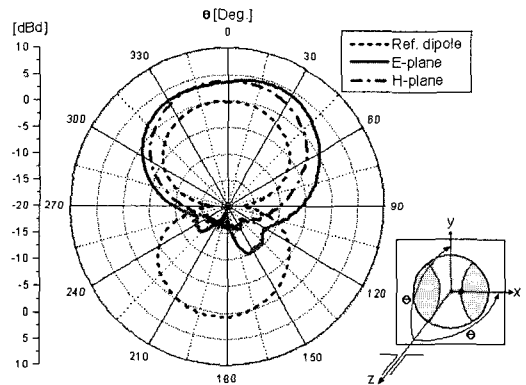 θ [Deg.]
[dBd]
0
10
5
0
-5
-10
-15
-20
-15
-10
-5
0
5
10
330
30
300
60
270
90
240
120
210
150
180
Ref. dipole
E-plane
H-plane
y
x
z
θ
θ